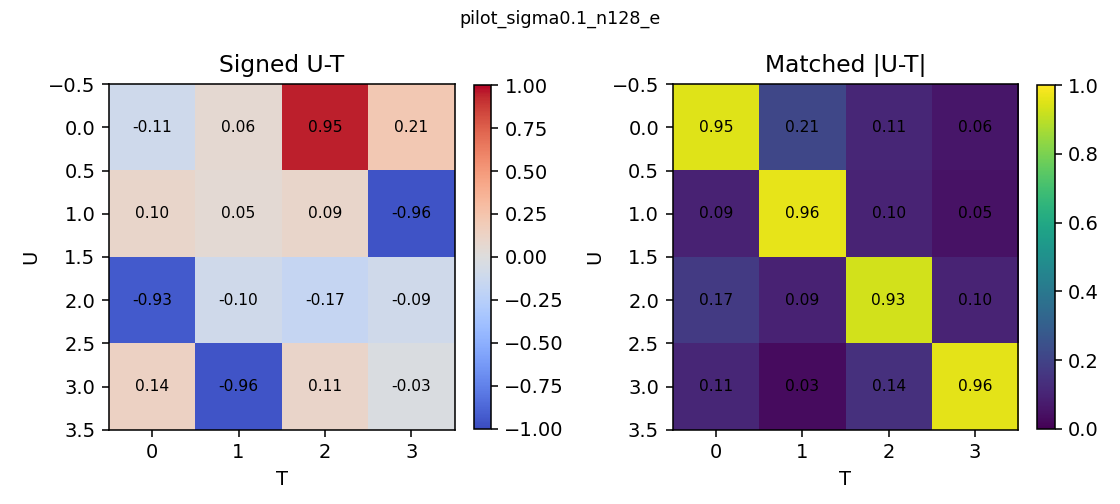 pilot_sigma0.1_n128_e
Signed U-T
−0.5
0.0
0.5
1.0
1.5
2.0
2.5
3.0
3.5
U
-0.11 0.06 0.95 0.21
0.10 0.05 0.09 -0.96
-0.93 -0.10 -0.17 -0.09
0.14 -0.96 0.11 -0.03
0 1 2 3
T
1.00
0.75
0.50
0.25
0.00
−0.25
−0.50
−0.75
−1.00
Matched |U-T|
−0.5
0.0
0.5
1.0
1.5
2.0
2.5
3.0
3.5
U
0.95 0.21 0.11 0.06
0.09 0.96 0.10 0.05
0.17 0.09 0.93 0.10
0.11 0.03 0.14 0.96
0 1 2 3
T
1.0
0.8
0.6
0.4
0.2
0.0